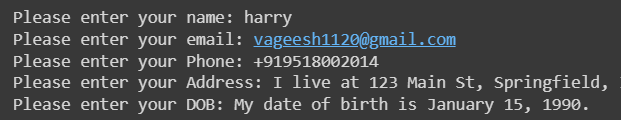 Please enter your name: harry
Please enter your email: vageesh1120@gmail.com
Please enter your Phone: +919518002014
Please enter your Address: I live at 123 Main St, Springfield,
Please enter your DOB: My date of birth is January 15, 1990.